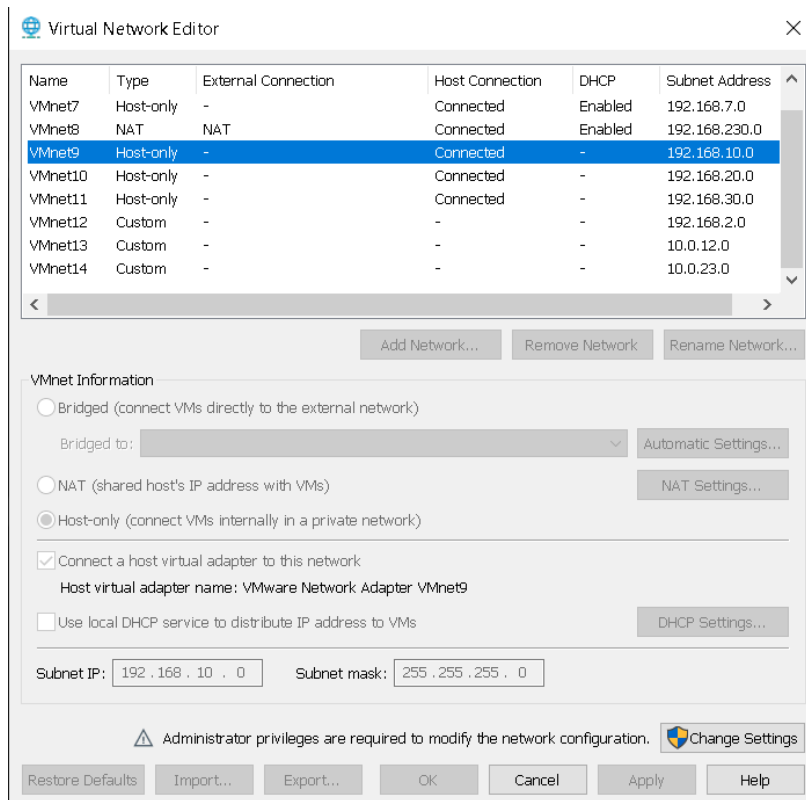 Virtual Network Editor
Name Type External Connection Host Connection DHCP Subnet Address
VMnet7 Host-only - Connected Enabled 192.168.7.0
VMnet8 NAT NAT Connected Enabled 192.168.230.0
VMnet9 Host-only - Connected - 192.168.10.0
VMnet10 Host-only - Connected - 192.168.20.0
VMnet11 Host-only - Connected - 192.168.30.0
VMnet12 Custom - - - 192.168.2.0
VMnet13 Custom - - - 10.0.12.0
VMnet14 Custom - - - 10.0.23.0
Add Network... Remove Network Rename Network...
VMnet Information
Bridged (connect VMs directly to the external network)
Bridged to: Automatic Settings...
NAT (shared host's IP address with VMs) NAT Settings...
Host-only (connect VMs internally in a private network)
Connect a host virtual adapter to this network
Host virtual adapter name: VMware Network Adapter VMnet9
Use local DHCP service to distribute IP address to VMs DHCP Settings...
Subnet IP: 192 . 168 . 10 . 0 Subnet mask: 255 . 255 . 255 . 0
Administrator privileges are required to modify the network configuration. Change Settings
Restore Defaults Import... Export... OK Cancel Apply Help